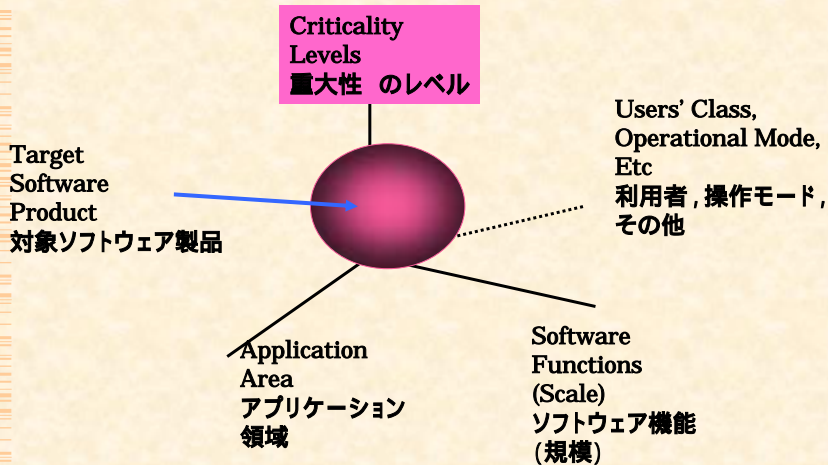 Criticality
Levels
重大性　のレベル
Users' Class,
Operational Mode,
Etc
利用者 , 操作モード ,
その他
Target
Software
Product
対象ソフトウェア製品
Application
Area
アプリケーション
領域
Software
Functions
(Scale)
ソフトウェア機能
(規模)